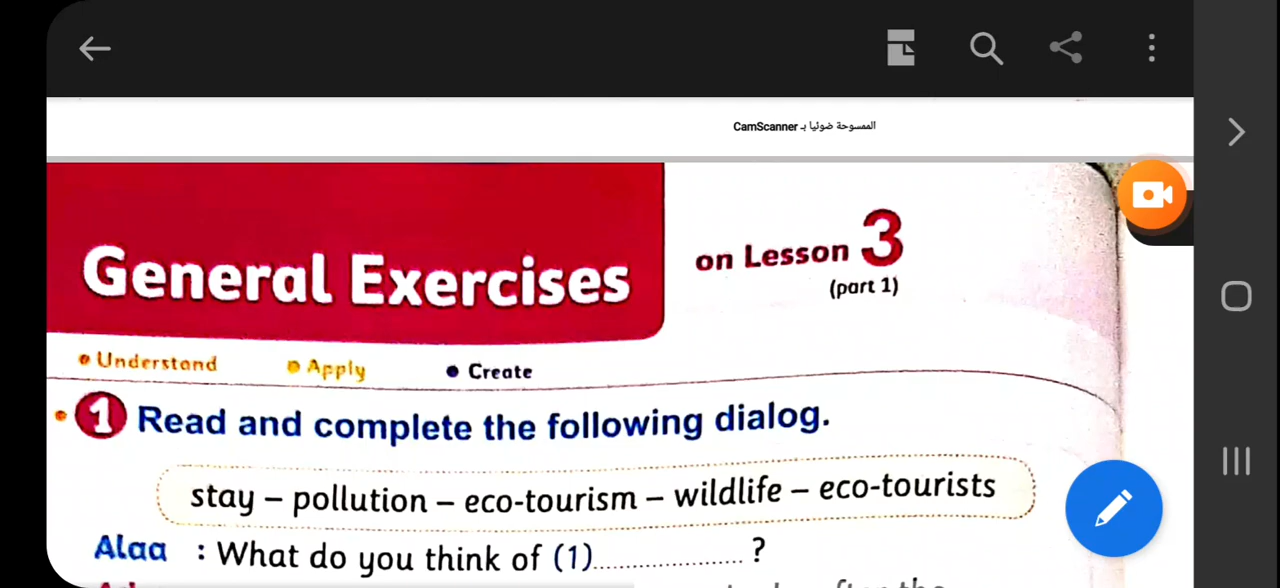 الممسوحة ضوئيا بـ CamScanner
General Exercises
on Lesson 3
(part 1)
• Understand • Apply • Create
• 1 Read and complete the following dialog.
stay – pollution – eco-tourism – wildlife – eco-tourists
Alaa : What do you think of (1).....................?